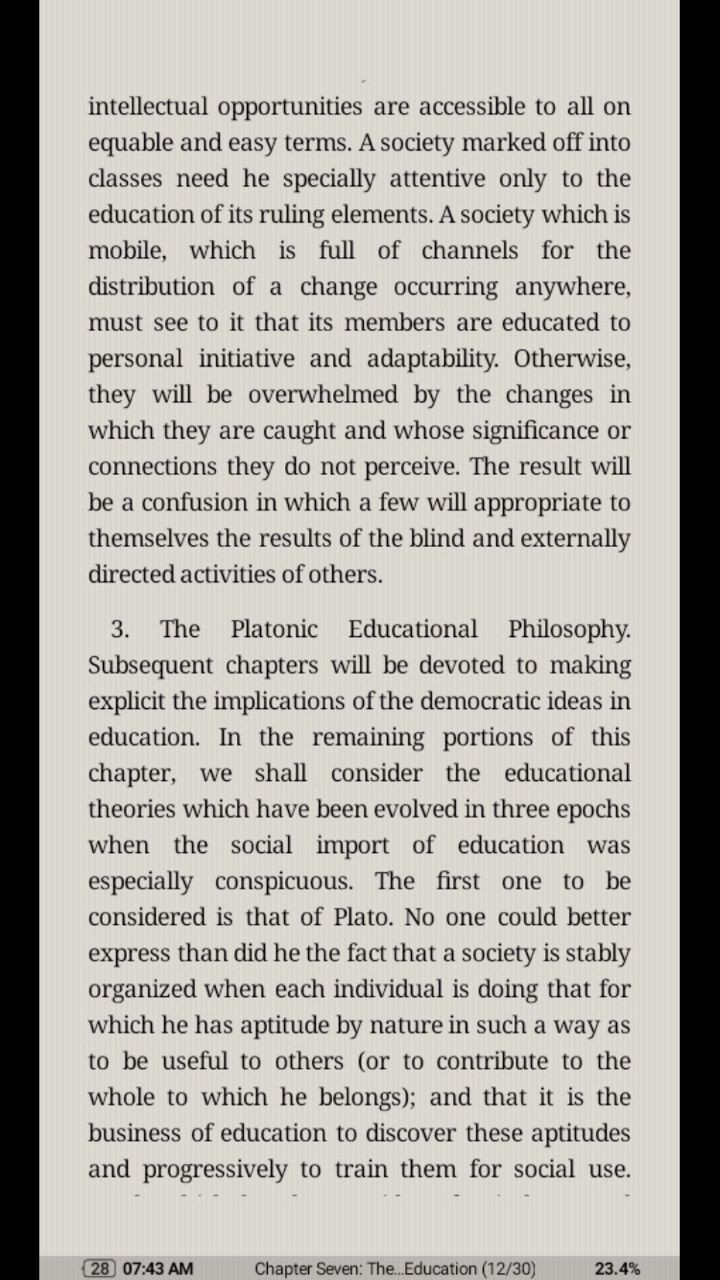 intellectual opportunities are accessible to all on
equable and easy terms. A society marked off into
classes need he specially attentive only to the
education of its ruling elements. A society which is
mobile, which is full of channels for the
distribution of a change occurring anywhere,
must see to it that its members are educated to
personal initiative and adaptability. Otherwise,
they will be overwhelmed by the changes in
which they are caught and whose significance or
connections they do not perceive. The result will
be a confusion in which a few will appropriate to
themselves the results of the blind and externally
directed activities of others.
3. The Platonic Educational Philosophy.
Subsequent chapters will be devoted to making
explicit the implications of the democratic ideas in
education. In the remaining portions of this
chapter, we shall consider the educational
theories which have been evolved in three epochs
when the social import of education was
especially conspicuous. The first one to be
considered is that of Plato. No one could better
express than did he the fact that a society is stably
organized when each individual is doing that for
which he has aptitude by nature in such a way as
to be useful to others (or to contribute to the
whole to which he belongs); and that it is the
business of education to discover these aptitudes
and progressively to train them for social use.
28 07:43 AM Chapter Seven: The...Education (12/30) 23.4%